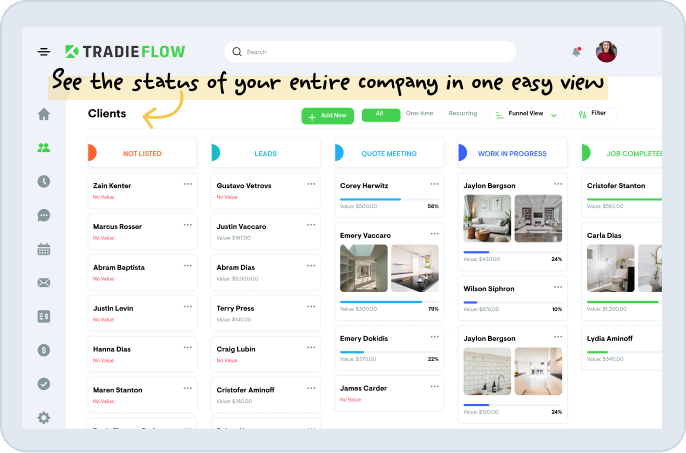 TRADIEFLOW
Search
See the status of your entire company in one easy view
Clients
Add New
All
One-time
Recurring
Funnel View
Filter
NOT LISTED
Zain Kenter
No Value
Marcus Rosser
No Value
Abram Baptista
No Value
Justin Levin
No Value
Hanna Dias
No Value
Maren Stanton
No Value
LEADS
Gustavo Vetrovs
No Value
Justin Vaccaro
Value: $197.00
Abram Dias
Value: $5,000.00
Terry Press
Value: $145.00
Craig Lubin
No Value
Cristofer Aminoff
Value: $782.00
QUOTE MEETING
Corey Herwitz
Value: $500.00
56%
Emery Vaccaro
Value: $300.00
79%
Emery Dokidis
Value: $370.00
22%
James Carder
No Value
WORK IN PROGRESS
Jaylon Bergson
Value: $430.00
24%
Wilson Siphron
Value: $678.00
10%
Jaylon Bergson
Value: $120.00
24%
JOB COMPLETED
Cristofer Stanton
Value: $562.00
Carla Dias
Value: $1,200.00
Lydia Aminoff
Value: $340.00